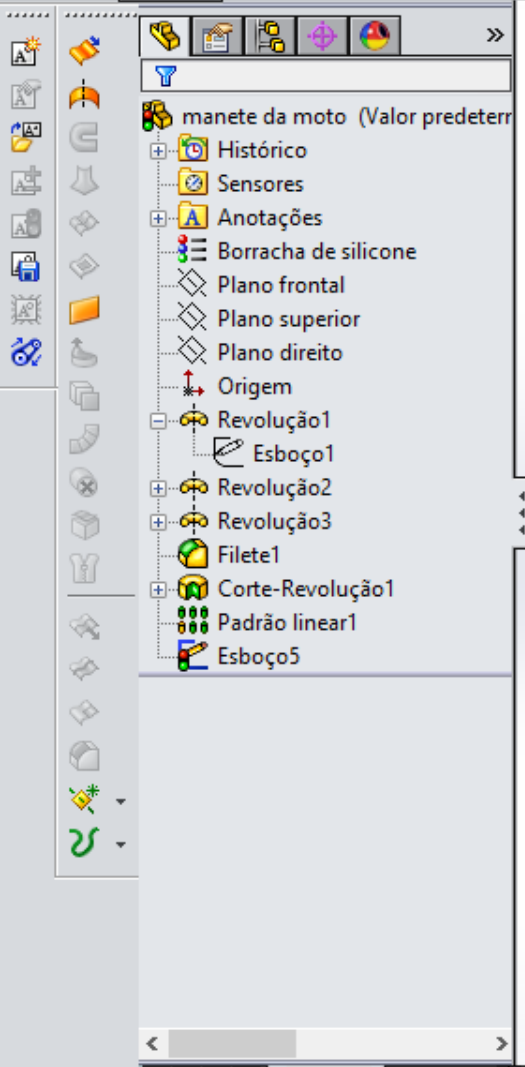 manete da moto (Valor predeterr
Histórico
Sensores
Anotações
Borracha de silicone
Plano frontal
Plano superior
Plano direito
Origem
Revolução1
Esboço1
Revolução2
Revolução3
Filete1
Corte-Revolução1
Padrão linear1
Esboço5